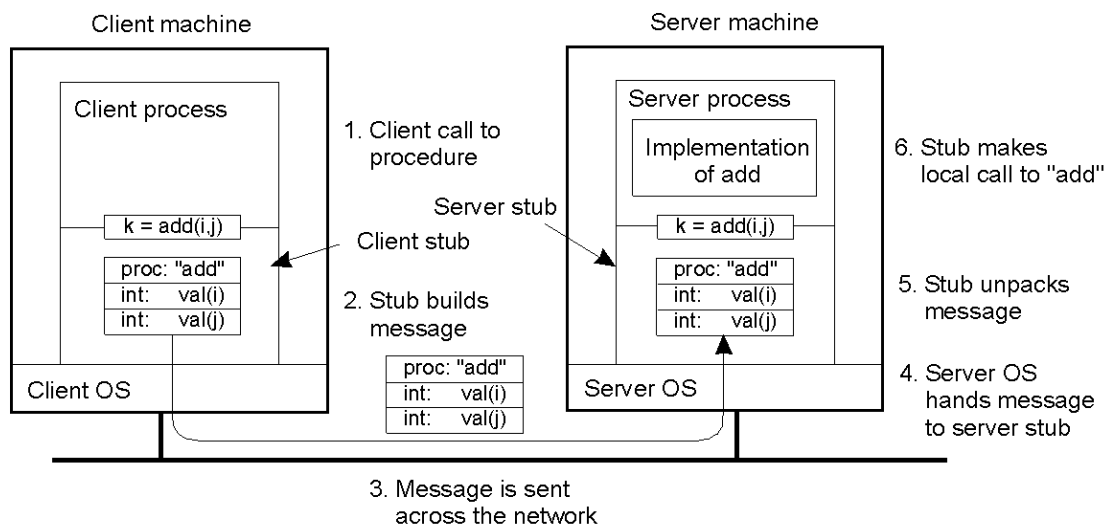 Client machine
Server machine
Client process
Server process
1. Client call to
procedure
Implementation
of add
6. Stub makes
local call to "add"
Server stub
k = add(i,j)
k = add(i,j)
Client stub
proc: "add"
int: val(i)
int: val(j)
proc: "add"
int: val(i)
int: val(j)
2. Stub builds
message
5. Stub unpacks
message
proc: "add"
int: val(i)
int: val(j)
Client OS
Server OS
4. Server OS
hands message
to server stub
3. Message is sent
across the network